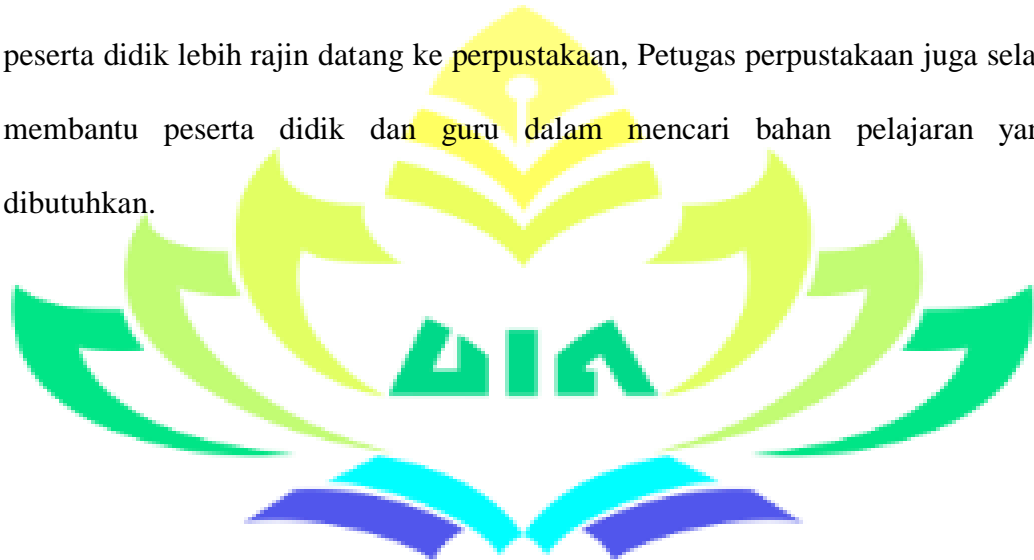 peserta didik lebih rajin datang ke perpustakaan, Petugas perpustakaan juga sela
membantu peserta didik dan guru dalam mencari bahan pelajaran yan
dibutuhkan.